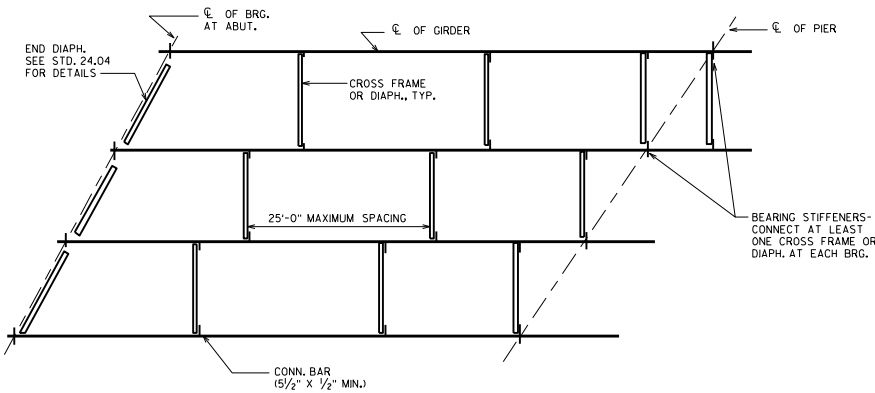 ℄ OF BRG.
AT ABUT.
℄ OF GIRDER
℄ OF PIER
END DIAPH.
SEE STD. 24.04
FOR DETAILS
CROSS FRAME
OR DIAPH., TYP.
25'-0" MAXIMUM SPACING
BEARING STIFFENERS-
CONNECT AT LEAST
ONE CROSS FRAME OR
DIAPH. AT EACH BRG.
CONN. BAR
(5½" X ½" MIN.)